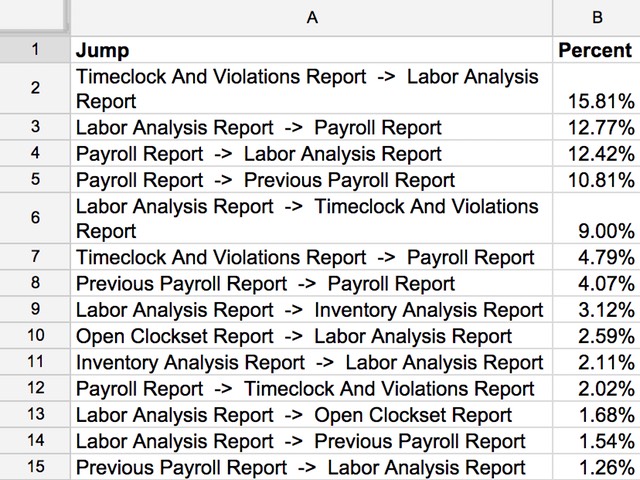 A B
1 Jump Percent
Timeclock And Violations Report -> Labor Analysis
2 Report 15.81%
3 Labor Analysis Report -> Payroll Report 12.77%
4 Payroll Report -> Labor Analysis Report 12.42%
5 Payroll Report -> Previous Payroll Report 10.81%
Labor Analysis Report -> Timeclock And Violations
6 Report 9.00%
7 Timeclock And Violations Report -> Payroll Report 4.79%
8 Previous Payroll Report -> Payroll Report 4.07%
9 Labor Analysis Report -> Inventory Analysis Report 3.12%
10 Open Clockset Report -> Labor Analysis Report 2.59%
11 Inventory Analysis Report -> Labor Analysis Report 2.11%
12 Payroll Report -> Timeclock And Violations Report 2.02%
13 Labor Analysis Report -> Open Clockset Report 1.68%
14 Labor Analysis Report -> Previous Payroll Report 1.54%
15 Previous Payroll Report -> Labor Analysis Report 1.26%